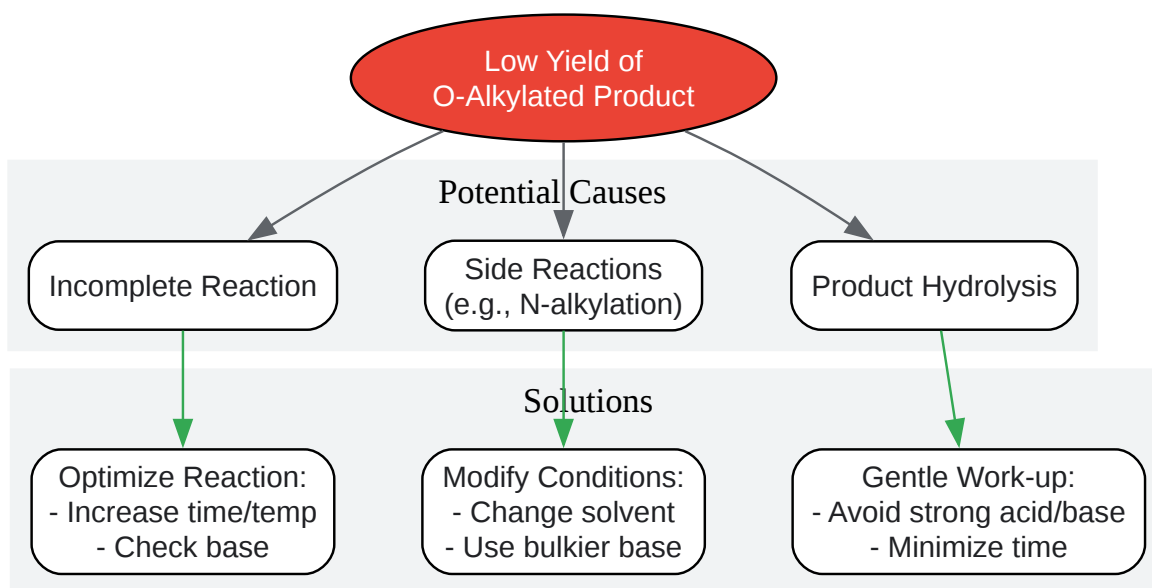 Low Yield of
O-Alkylated Product
Potential Causes
Incomplete Reaction
Side Reactions
(e.g., N-alkylation)
Product Hydrolysis
Solutions
Optimize Reaction:
- Increase time/temp
- Check base
Modify Conditions:
- Change solvent
- Use bulkier base
Gentle Work-up:
- Avoid strong acid/base
- Minimize time